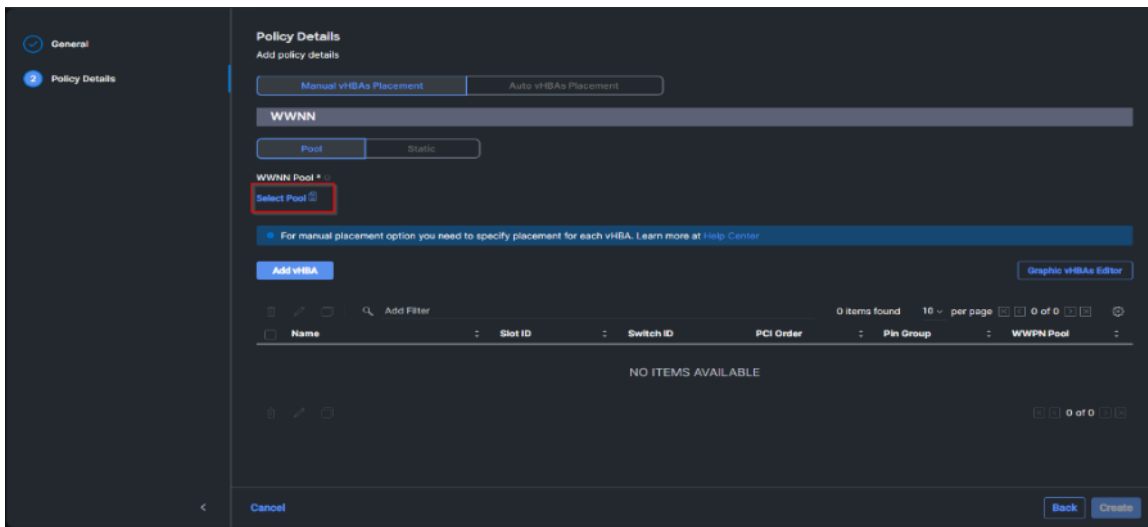 General
2 Policy Details
Policy Details
Add policy details
Manual vHBAs Placement Auto vHBAs Placement
WWNN
Pool Static
WWNN Pool *
Select Pool
For manual placement option you need to specify placement for each vHBA. Learn more at Help Center
Add vHBA Graphic vHBAs Editor
Add Filter 0 items found 10 per page 0 of 0
Name Slot ID Switch ID PCI Order Pin Group WWPN Pool
NO ITEMS AVAILABLE
0 of 0
< Cancel Back Create